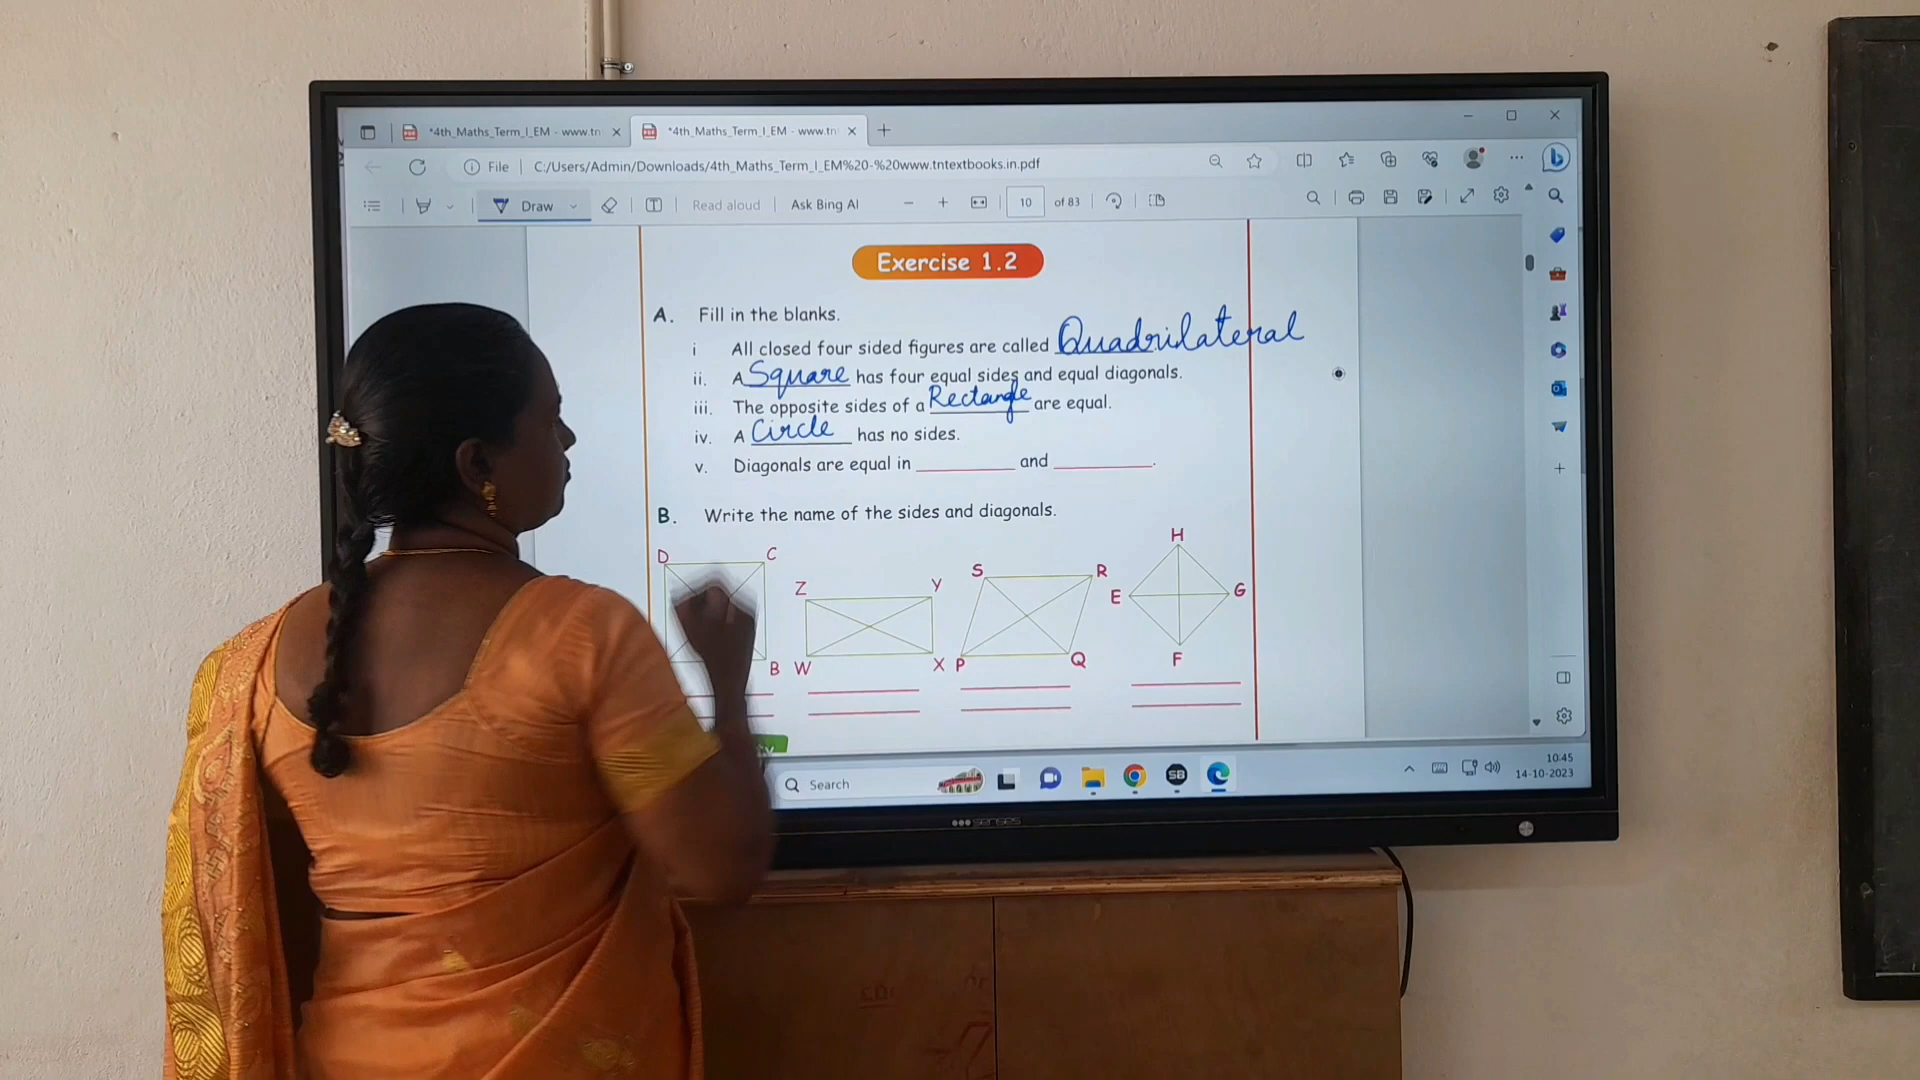 *4th_Maths_Term_I_EM - www.tn
*4th_Maths_Term_I_EM - www.tn
File C:/Users/Admin/Downloads/4th_Maths_Term_I_EM%20-%20www.tntextbooks.in.pdf
Draw Read aloud Ask Bing AI 10 of 83
Exercise 1.2
A. Fill in the blanks.
i All closed four sided figures are called Quadrilateral
ii. A Square has four equal sides and equal diagonals.
iii. The opposite sides of a Rectangle are equal.
iv. A Circle has no sides.
v. Diagonals are equal in __________ and __________.
B. Write the name of the sides and diagonals.
D C
B
Z Y
W X
S R
P Q
H
E G
F
Search
SB
10:45
14-10-2023
senses